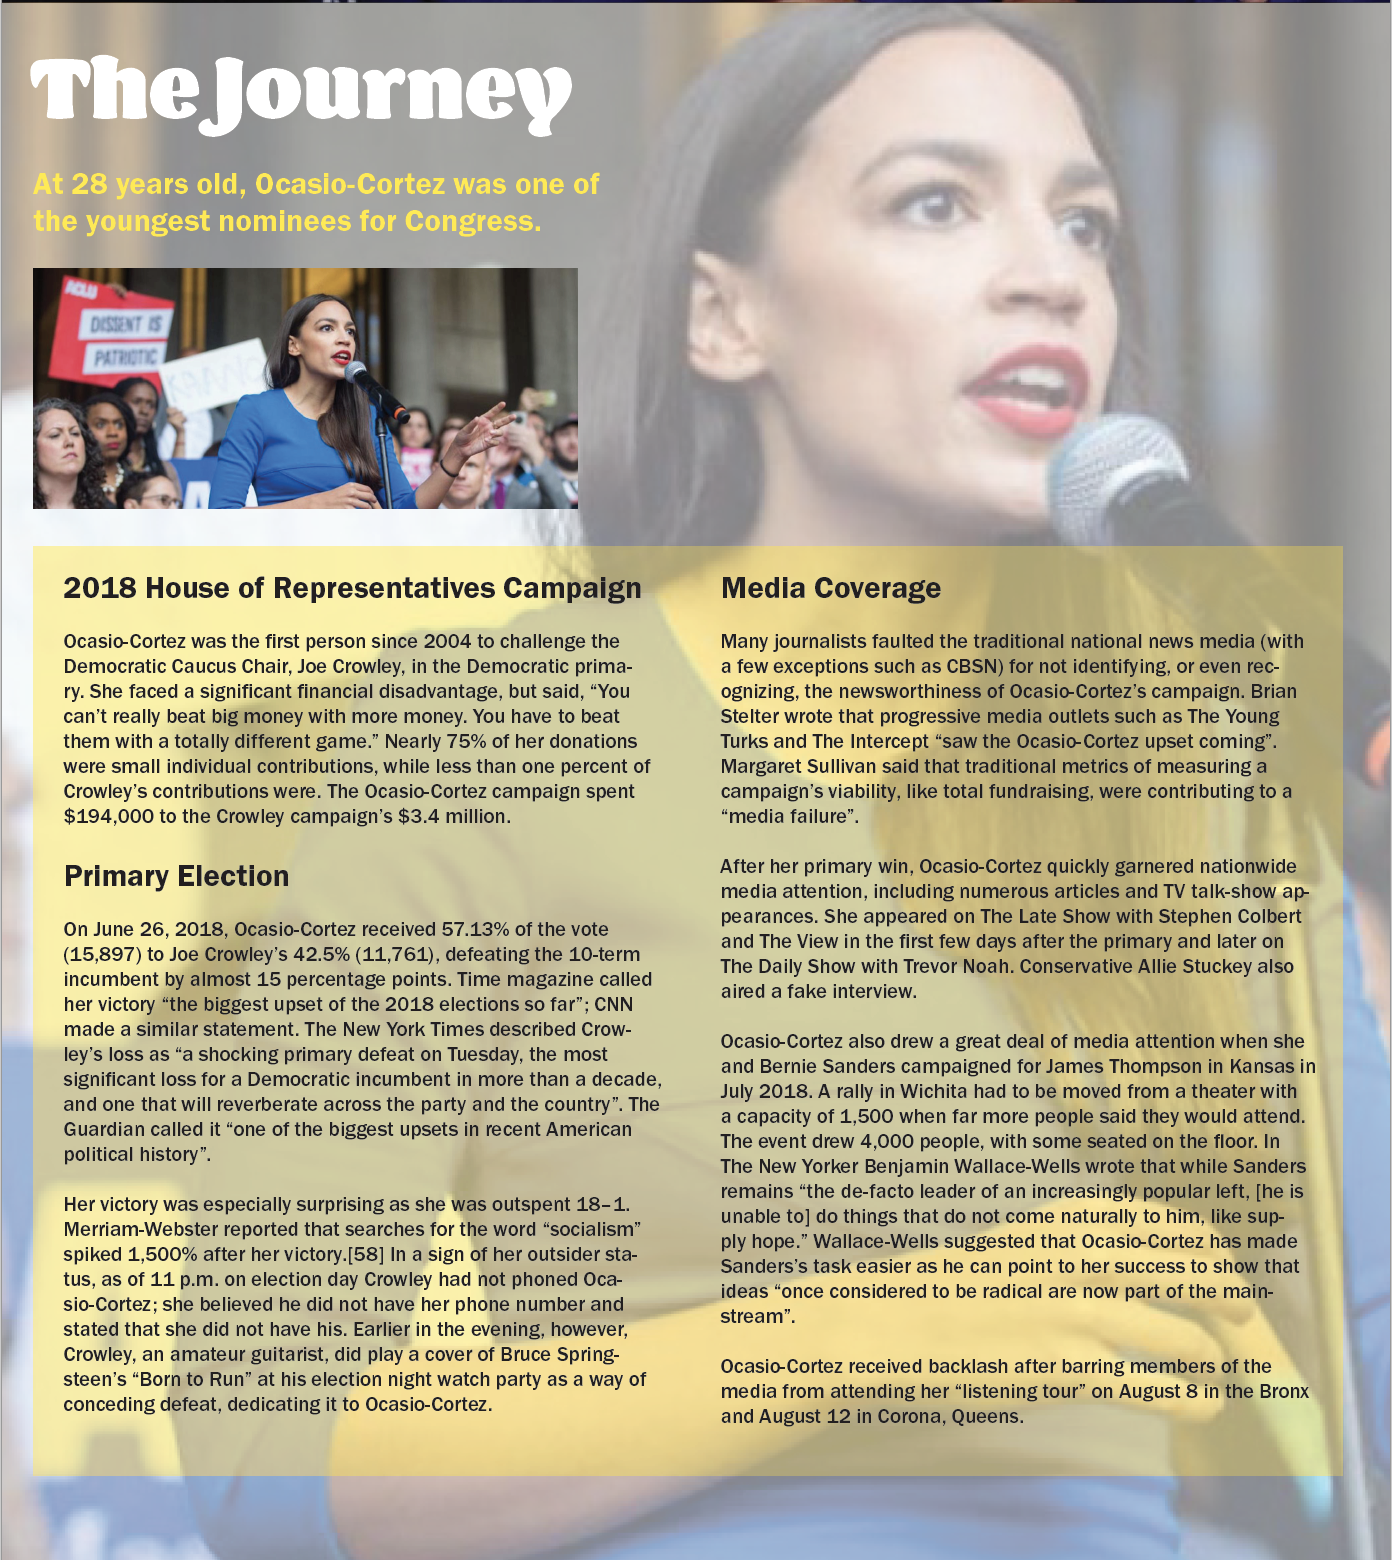 The Journey
At 28 years old, Ocasio-Cortez was one of
the youngest nominees for Congress.
ACLU
DISSENT IS
PATRIOTIC
2018 House of Representatives Campaign
Ocasio-Cortez was the first person since 2004 to challenge the
Democratic Caucus Chair, Joe Crowley, in the Democratic prima-
ry. She faced a significant financial disadvantage, but said, “You
can’t really beat big money with more money. You have to beat
them with a totally different game.” Nearly 75% of her donations
were small individual contributions, while less than one percent of
Crowley’s contributions were. The Ocasio-Cortez campaign spent
$194,000 to the Crowley campaign’s $3.4 million.
Primary Election
On June 26, 2018, Ocasio-Cortez received 57.13% of the vote
(15,897) to Joe Crowley’s 42.5% (11,761), defeating the 10-term
incumbent by almost 15 percentage points. Time magazine called
her victory “the biggest upset of the 2018 elections so far”; CNN
made a similar statement. The New York Times described Crow-
ley’s loss as “a shocking primary defeat on Tuesday, the most
significant loss for a Democratic incumbent in more than a decade,
and one that will reverberate across the party and the country”. The
Guardian called it “one of the biggest upsets in recent American
political history”.
Her victory was especially surprising as she was outspent 18–1.
Merriam-Webster reported that searches for the word “socialism”
spiked 1,500% after her victory.[58] In a sign of her outsider sta-
tus, as of 11 p.m. on election day Crowley had not phoned Oca-
sio-Cortez; she believed he did not have her phone number and
stated that she did not have his. Earlier in the evening, however,
Crowley, an amateur guitarist, did play a cover of Bruce Spring-
steen’s “Born to Run” at his election night watch party as a way of
conceding defeat, dedicating it to Ocasio-Cortez.
Media Coverage
Many journalists faulted the traditional national news media (with
a few exceptions such as CBSN) for not identifying, or even rec-
ognizing, the newsworthiness of Ocasio-Cortez’s campaign. Brian
Stelter wrote that progressive media outlets such as The Young
Turks and The Intercept “saw the Ocasio-Cortez upset coming”.
Margaret Sullivan said that traditional metrics of measuring a
campaign’s viability, like total fundraising, were contributing to a
“media failure”.
After her primary win, Ocasio-Cortez quickly garnered nationwide
media attention, including numerous articles and TV talk-show ap-
pearances. She appeared on The Late Show with Stephen Colbert
and The View in the first few days after the primary and later on
The Daily Show with Trevor Noah. Conservative Allie Stuckey also
aired a fake interview.
Ocasio-Cortez also drew a great deal of media attention when she
and Bernie Sanders campaigned for James Thompson in Kansas in
July 2018. A rally in Wichita had to be moved from a theater with
a capacity of 1,500 when far more people said they would attend.
The event drew 4,000 people, with some seated on the floor. In
The New Yorker Benjamin Wallace-Wells wrote that while Sanders
remains “the de-facto leader of an increasingly popular left, [he is
unable to] do things that do not come naturally to him, like sup-
ply hope.” Wallace-Wells suggested that Ocasio-Cortez has made
Sanders’s task easier as he can point to her success to show that
ideas “once considered to be radical are now part of the main-
stream”.
Ocasio-Cortez received backlash after barring members of the
media from attending her “listening tour” on August 8 in the Bronx
and August 12 in Corona, Queens.